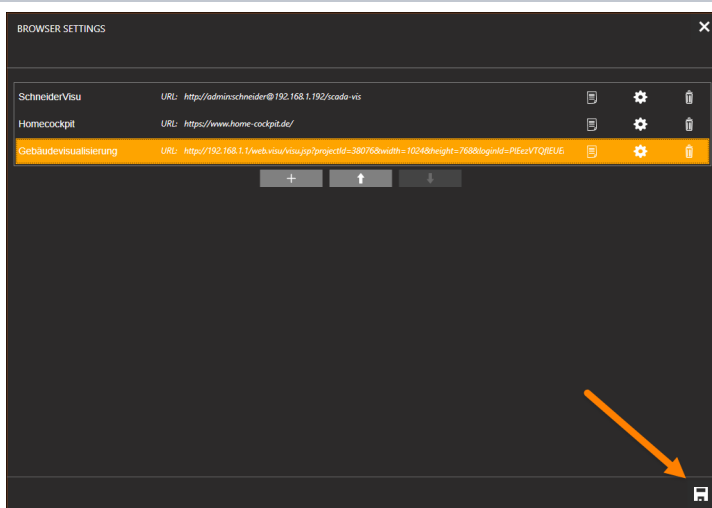 BROWSER SETTINGS
SchneiderVisu URL: http://admin:schneider@192.168.1.192/scada-vis
Homecockpit URL: https://www.home-cockpit.de/
Gebäudevisualisierung URL: http://192.168.1.1/web.visu/visu.jsp?projectId=38076&width=1024&height=768&loginId=PlEezVTQflEUE